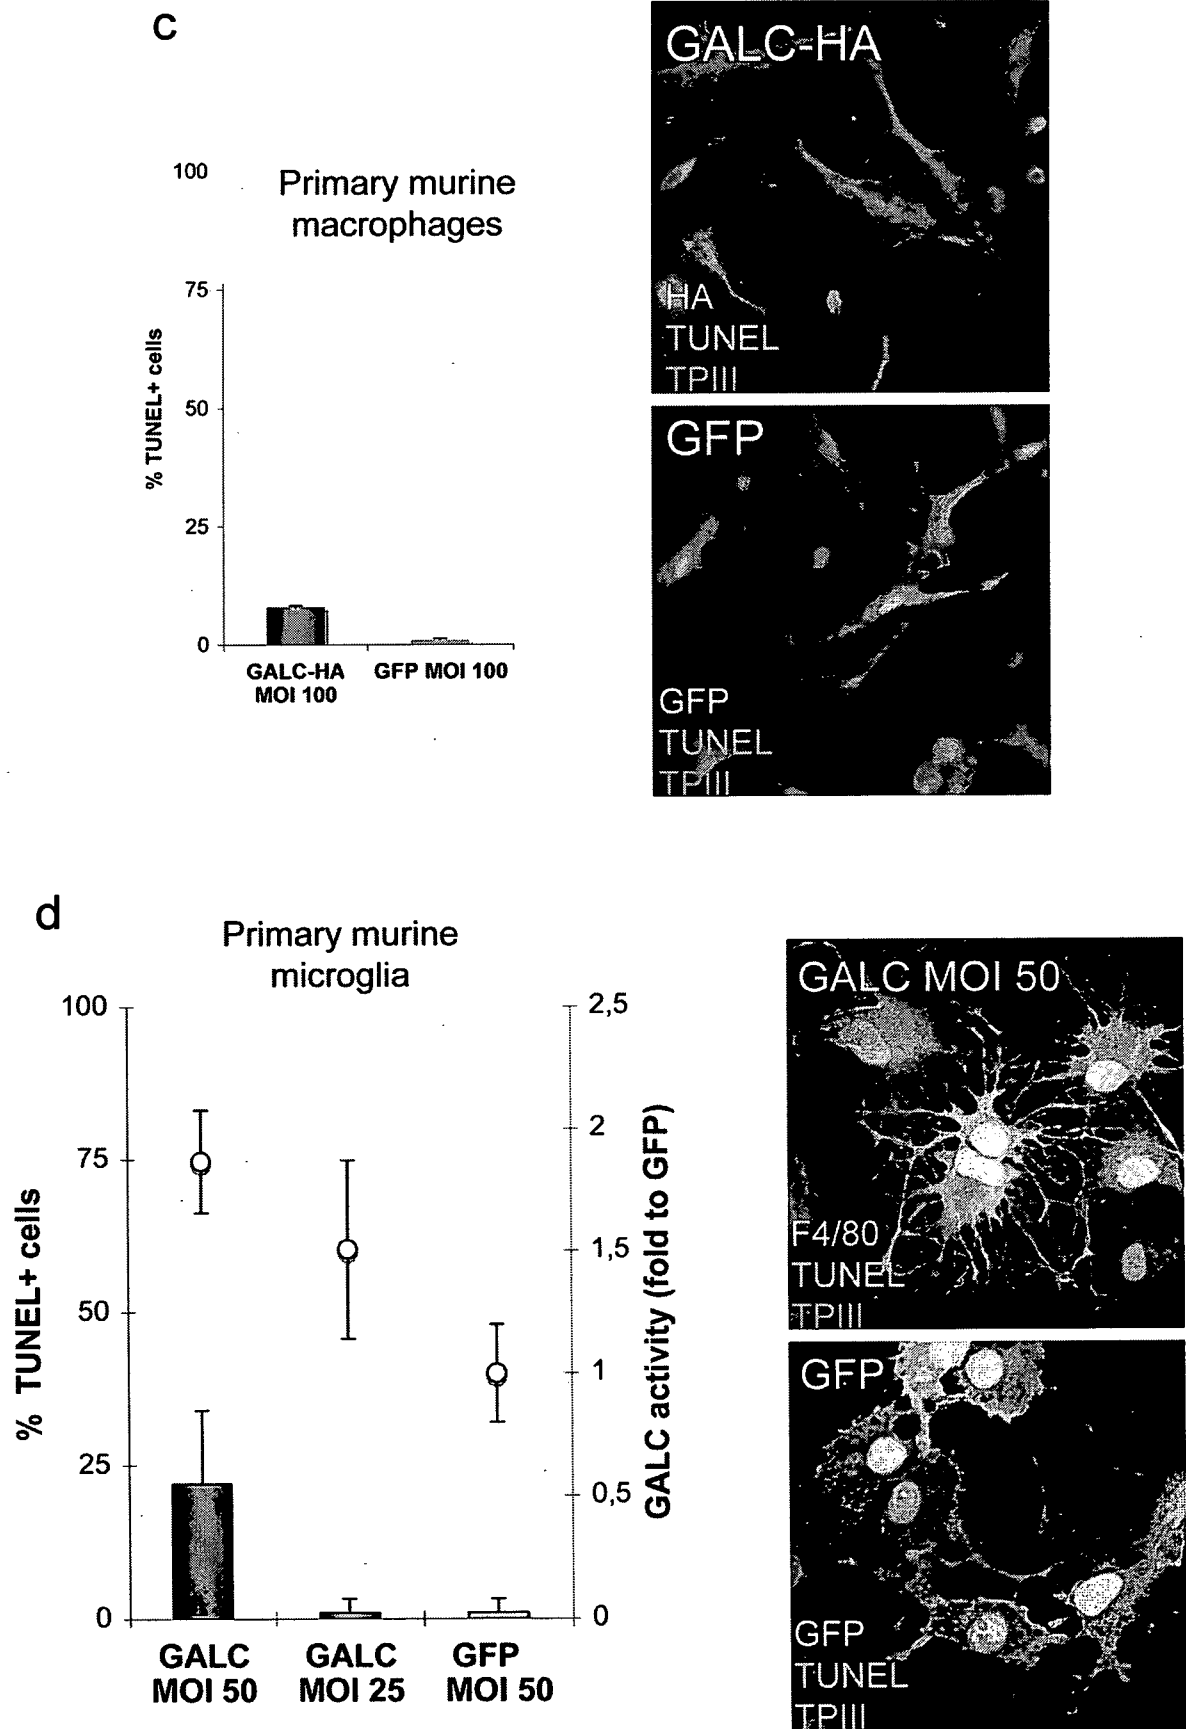 c
100
Primary murine
macrophages
75
50
25
0
% TUNEL+ cells
GALC-HA
MOI 100
GFP MOI 100
GALC-HA
HA
TUNEL
TPIII
GFP
GFP
TUNEL
TPIII
d
Primary murine
microglia
100
75
50
25
0
% TUNEL+ cells
2,5
2
1,5
1
0,5
0
GALC activity (fold to GFP)
GALC
MOI 50
GALC
MOI 25
GFP
MOI 50
GALC MOI 50
F4/80
TUNEL
TPIII
GFP
GFP
TUNEL
TPIII